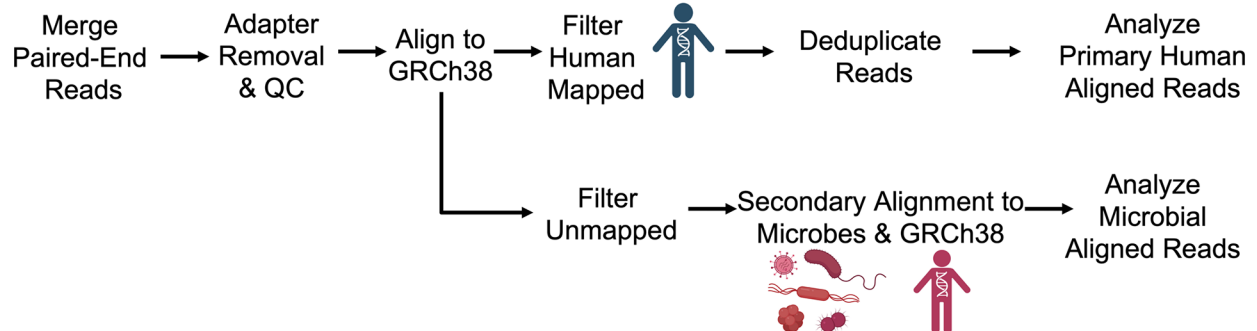 Merge
Paired-End
Reads
Adapter
Removal
& QC
Align to
GRCh38
Filter
Human
Mapped
Deduplicate
Reads
Analyze
Primary Human
Aligned Reads
Filter
Unmapped
Secondary Alignment to
Microbes & GRCh38
Analyze
Microbial
Aligned Reads